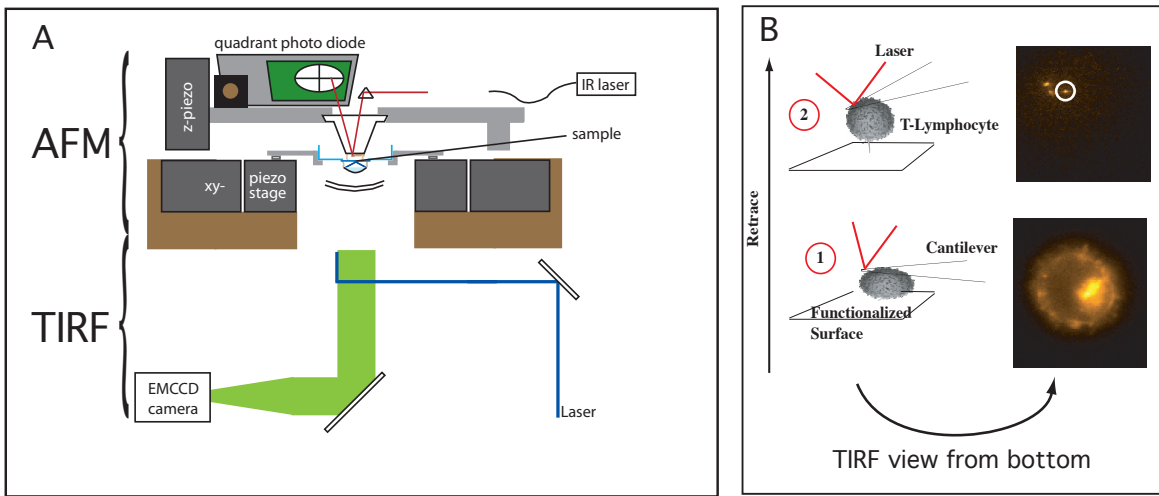 A
quadrant photo diode
z-piezo
IR laser
sample
AFM
xy-
piezo
stage
TIRF
EMCCD
camera
Laser
B
Laser
2
T-Lymphocyte
Retrace
1
Cantilever
Functionalized
Surface
TIRF view from bottom